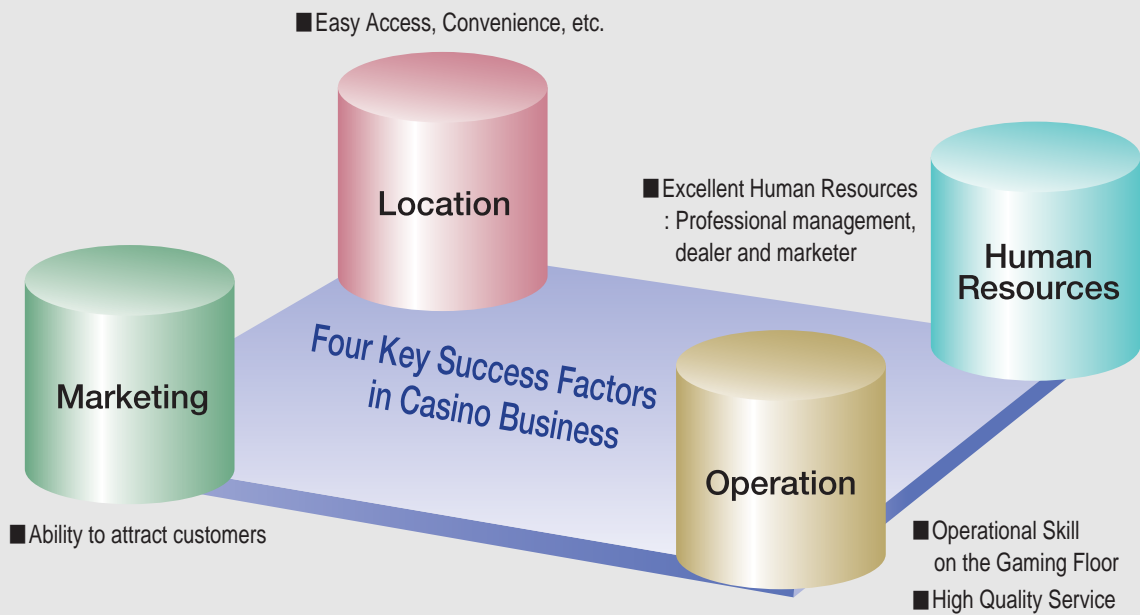 ■ Easy Access, Convenience, etc.
Location
■ Excellent Human Resources
: Professional management,
dealer and marketer
Human
Resources
Four Key Success Factors
in Casino Business
Marketing
■ Ability to attract customers
Operation
■ Operational Skill
on the Gaming Floor
■ High Quality Service